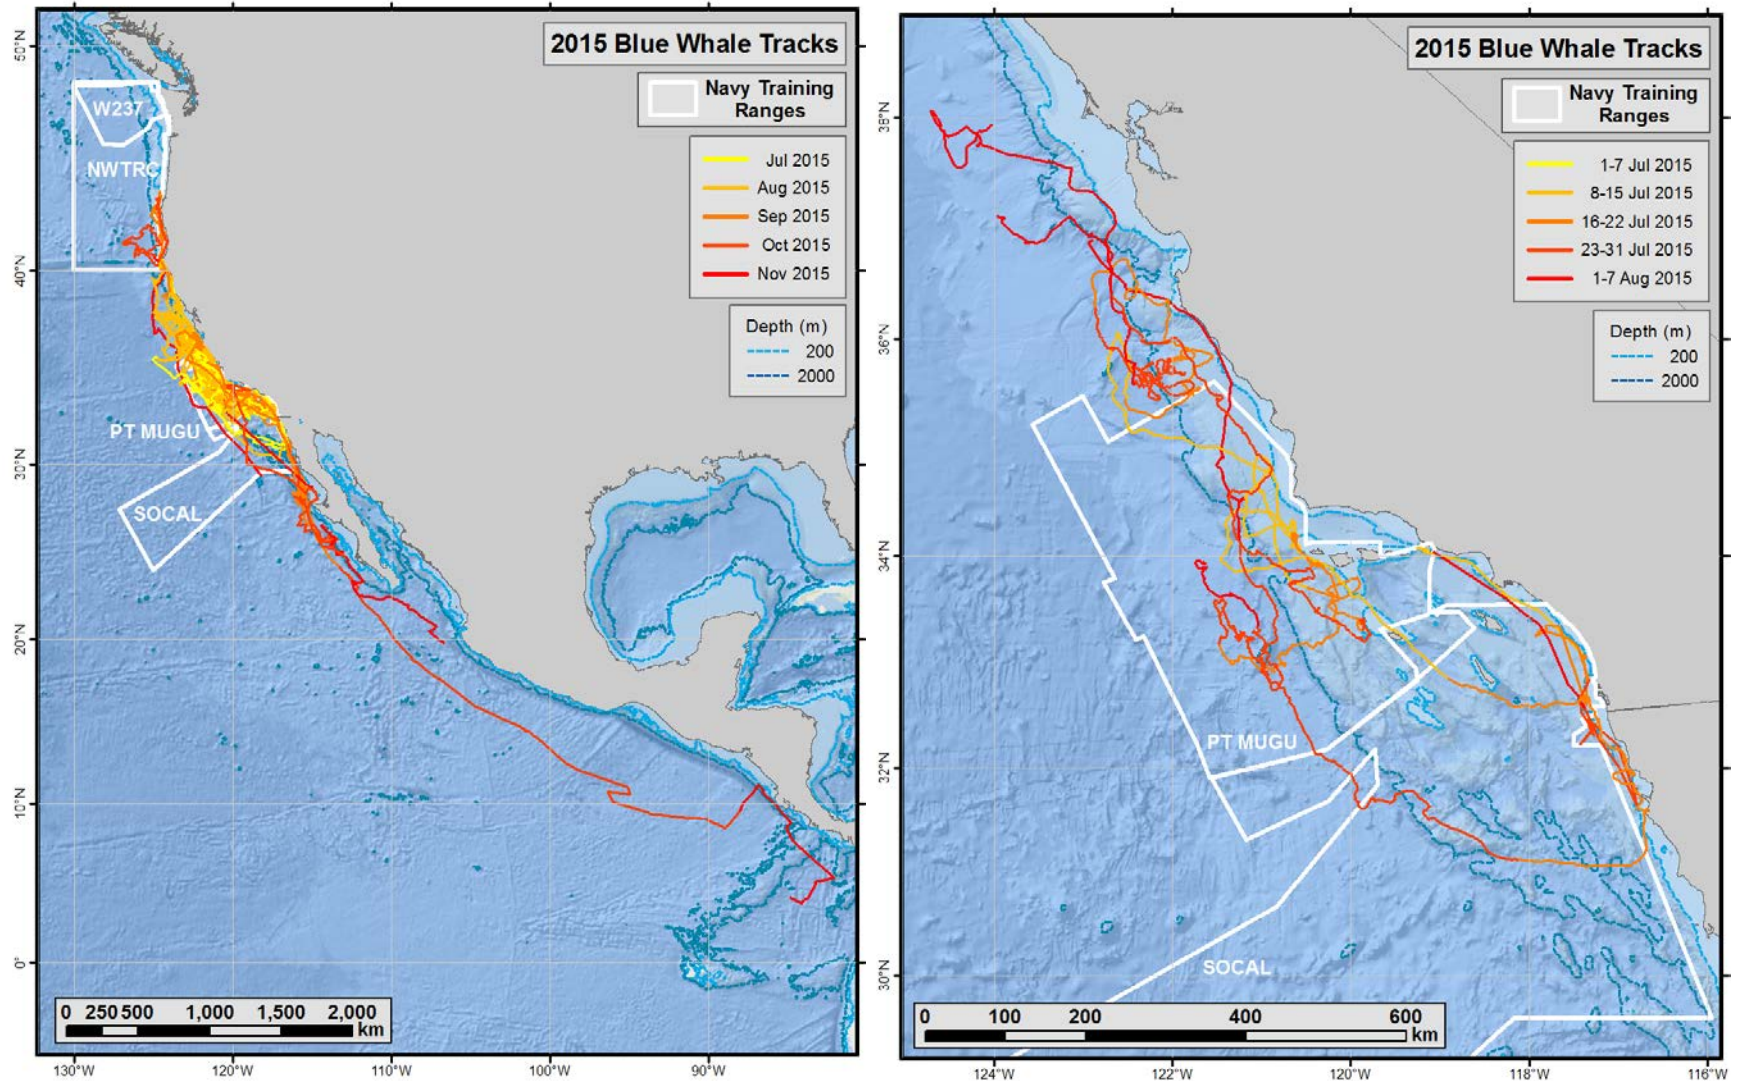 2015 Blue Whale Tracks
Navy Training
Ranges
Jul 2015
Aug 2015
Sep 2015
Oct 2015
Nov 2015
Depth (m)
200
2000
W237
NWTRC
PT MUGU
SOCAL
50°N
40°N
30°N
20°N
10°N
0°
0 250 500 1,000 1,500 2,000
km
130°W 120°W 110°W 100°W 90°W
2015 Blue Whale Tracks
Navy Training
Ranges
1-7 Jul 2015
8-15 Jul 2015
16-22 Jul 2015
23-31 Jul 2015
1-7 Aug 2015
Depth (m)
200
2000
PT MUGU
SOCAL
38°N
36°N
34°N
32°N
30°N
0 100 200 400 600
km
124°W 122°W 120°W 118°W 116°W